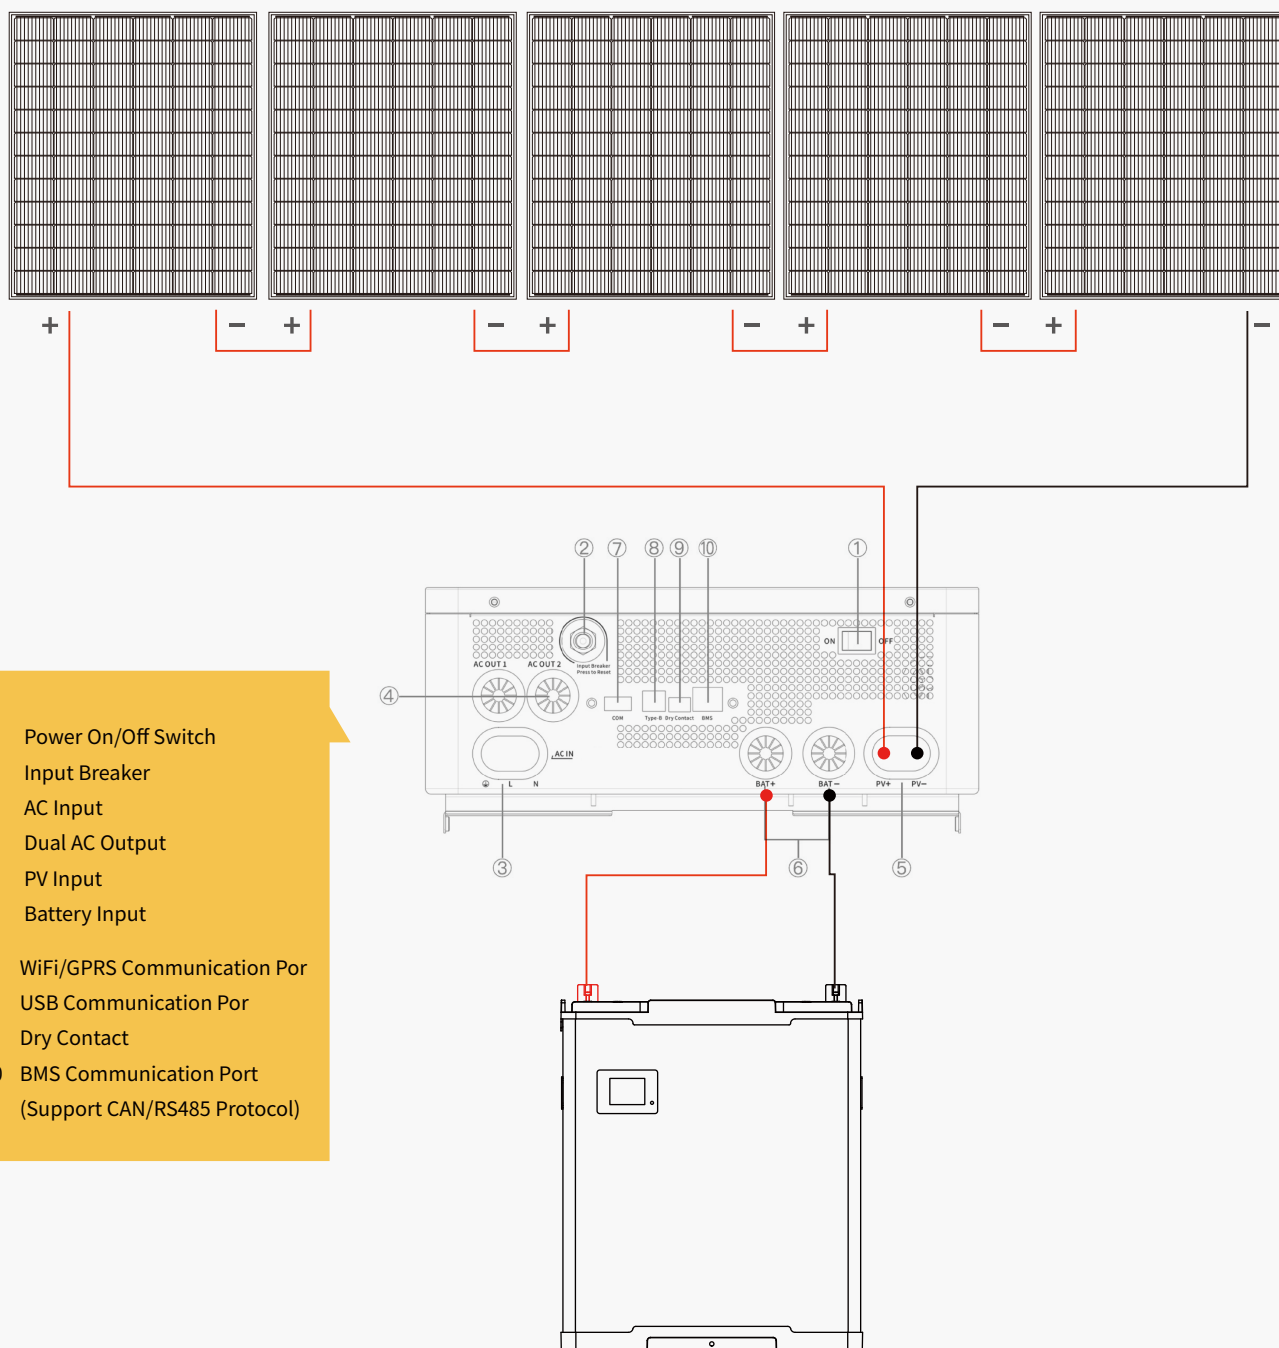 + − + − + − + − + −
② ⑦ ⑧ ⑨ ⑩ ①
ON OFF
Input Breaker
Press to Reset
AC OUT 1 AC OUT 2
④
COM Type-B Dry Contact BMS
AC IN
L N
BAT+ BAT− PV+ PV−
③ ⑥ ⑤
Power On/Off Switch
Input Breaker
AC Input
Dual AC Output
PV Input
Battery Input
WiFi/GPRS Communication Por
USB Communication Por
Dry Contact
BMS Communication Port
(Support CAN/RS485 Protocol)